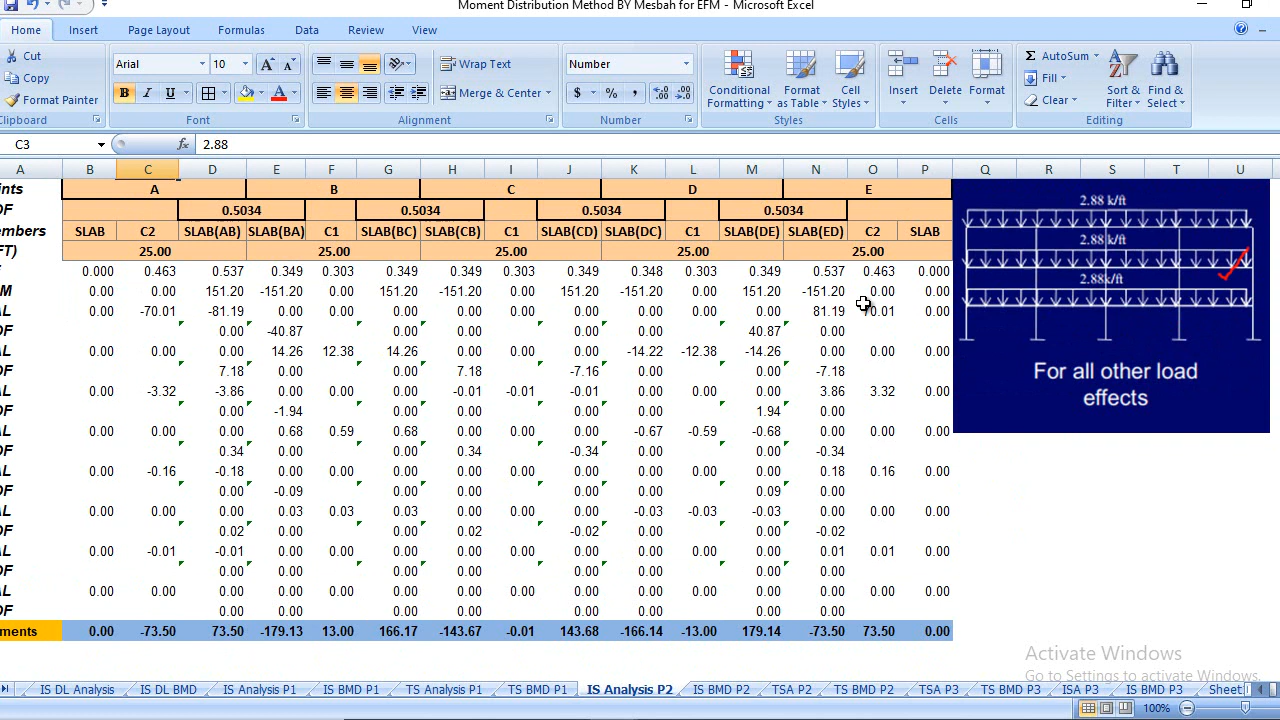 Moment Distribution Method BY Mesbah for EFM - Microsoft Excel
Home Insert Page Layout Formulas Data Review View
Cut
Copy
Format Painter
Clipboard
Arial 10
B I U
Font
Wrap Text
Merge & Center
Alignment
Number
$ % ,
Number
Conditional Formatting
Format as Table
Cell Styles
Styles
Insert Delete Format
Cells
AutoSum
Fill
Clear
Sort & Filter
Find & Select
Editing
C3 fx 2.88
A B C D E F G H I J K L M N O P Q R S T U
ints A B C D E
OF 0.5034 0.5034 0.5034 0.5034
embers SLAB C2 SLAB(AB) SLAB(BA) C1 SLAB(BC) SLAB(CB) C1 SLAB(CD) SLAB(DC) C1 SLAB(DE) SLAB(ED) C2 SLAB
(FT) 25.00 25.00 25.00 25.00 25.00
0.000 0.463 0.537 0.349 0.303 0.349 0.349 0.303 0.349 0.348 0.303 0.349 0.537 0.463 0.000
M 0.00 0.00 151.20 -151.20 0.00 151.20 -151.20 0.00 151.20 -151.20 0.00 151.20 -151.20 0.00 0.00
AL 0.00 -70.01 -81.19 0.00 0.00 0.00 0.00 0.00 0.00 0.00 0.00 0.00 81.19 70.01 0.00
OF 0.00 -40.87 0.00 0.00 0.00 0.00 40.87 0.00
AL 0.00 0.00 0.00 14.26 12.38 14.26 0.00 0.00 0.00 -14.22 -12.38 -14.26 0.00 0.00 0.00
OF 7.18 0.00 0.00 7.18 -7.16 0.00 0.00 -7.18
AL 0.00 -3.32 -3.86 0.00 0.00 0.00 -0.01 -0.01 -0.01 0.00 0.00 0.00 3.86 3.32 0.00
OF 0.00 -1.94 0.00 0.00 0.00 0.00 1.94 0.00
AL 0.00 0.00 0.00 0.68 0.59 0.68 0.00 0.00 0.00 -0.67 -0.59 -0.68 0.00 0.00 0.00
OF 0.34 0.00 0.00 0.34 -0.34 0.00 0.00 -0.34
AL 0.00 -0.16 -0.18 0.00 0.00 0.00 0.00 0.00 0.00 0.00 0.00 0.00 0.18 0.16 0.00
OF 0.00 -0.09 0.00 0.00 0.00 0.00 0.09 0.00
AL 0.00 0.00 0.00 0.03 0.03 0.03 0.00 0.00 0.00 -0.03 -0.03 -0.03 0.00 0.00 0.00
OF 0.02 0.00 0.00 0.02 -0.02 0.00 0.00 -0.02
AL 0.00 -0.01 -0.01 0.00 0.00 0.00 0.00 0.00 0.00 0.00 0.00 0.00 0.01 0.01 0.00
OF 0.00 0.00 0.00 0.00 0.00 0.00 0.00 0.00
AL 0.00 0.00 0.00 0.00 0.00 0.00 0.00 0.00 0.00 0.00 0.00 0.00 0.00 0.00 0.00
OF 0.00 0.00 0.00 0.00 0.00 0.00 0.00 0.00
ments 0.00 -73.50 73.50 -179.13 13.00 166.17 -143.67 -0.01 143.68 -166.14 -13.00 179.14 -73.50 73.50 0.00
2.88 k/ft
2.88 k/ft
2.88k/ft
For all other load
effects
Activate Windows
Go to Settings to activate Windows.
IS DL Analysis IS DL BMD IS Analysis P1 IS BMD P1 TS Analysis P1 TS BMD P1 IS Analysis P2 IS BMD P2 TSA P2 TS BMD P2 TSA P3 TS BMD P3 ISA P3 IS BMD P3 Sheet
100%